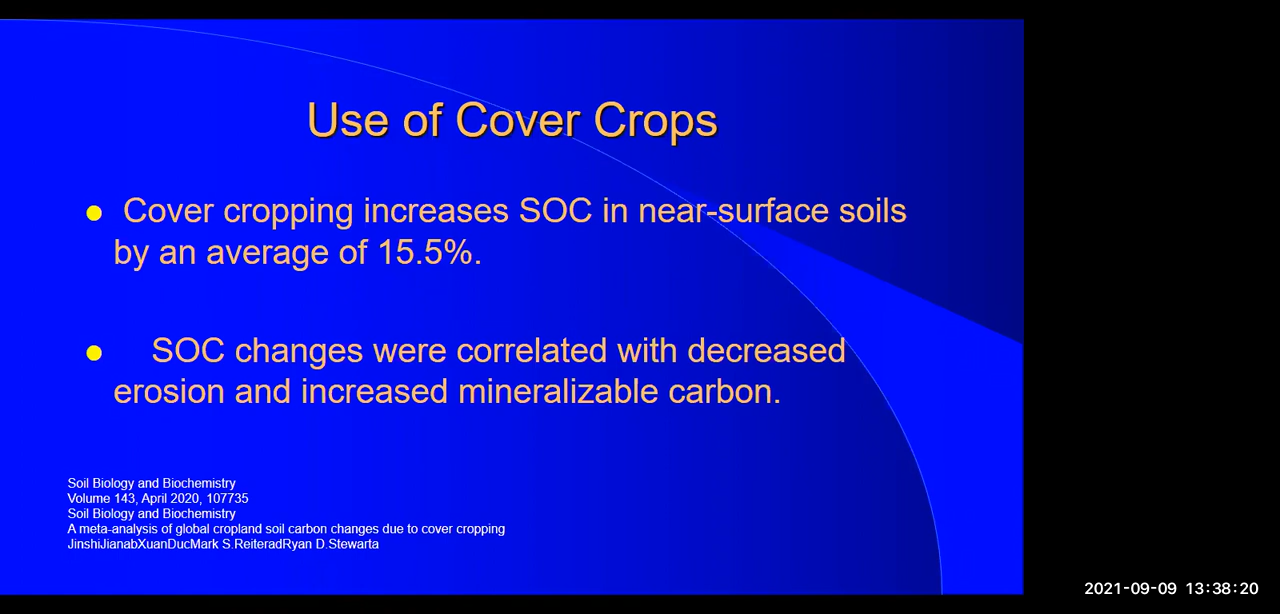 Use of Cover Crops
Cover cropping increases SOC in near-surface soils
by an average of 15.5%.
SOC changes were correlated with decreased
erosion and increased mineralizable carbon.
Soil Biology and Biochemistry
Volume 143, April 2020, 107735
Soil Biology and Biochemistry
A meta-analysis of global cropland soil carbon changes due to cover cropping
JinshiJianabXuanDucMark S.ReiteradRyan D.Stewarta
2021-09-09 13:38:20